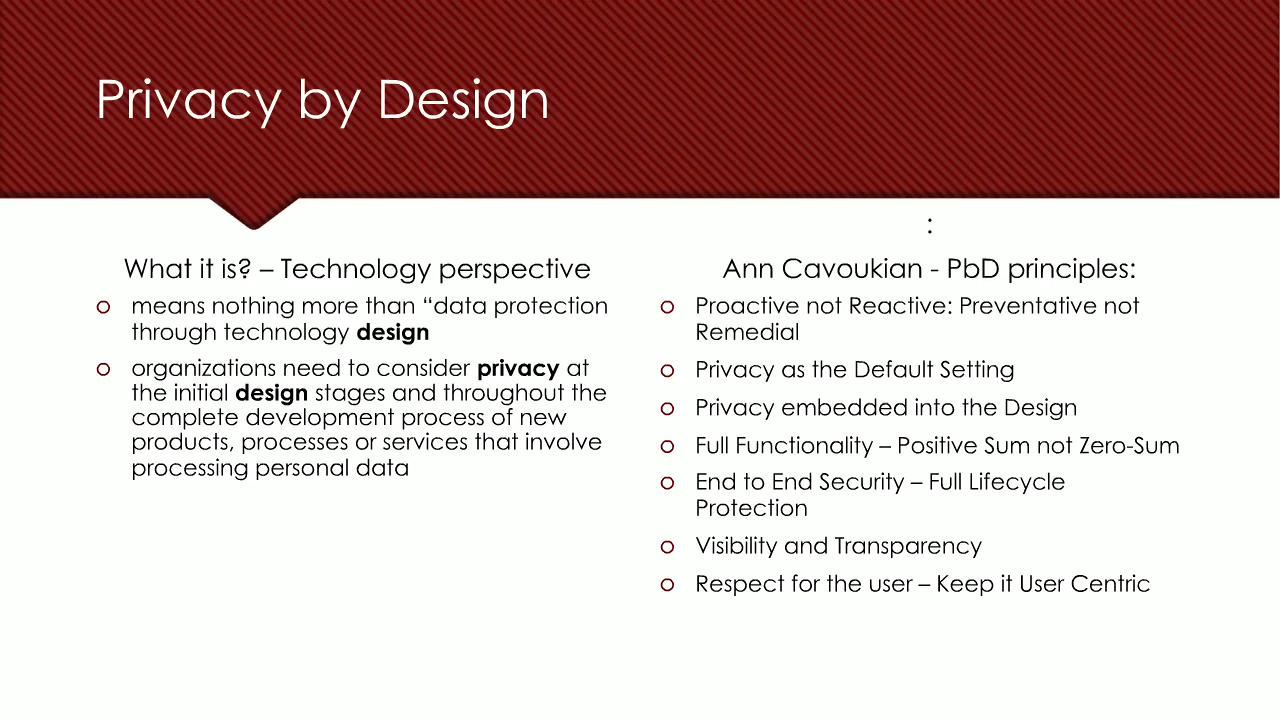 Privacy by Design
What it is? – Technology perspective
means nothing more than “data protection
through technology design
organizations need to consider privacy at
the initial design stages and throughout the
complete development process of new
products, processes or services that involve
processing personal data
:
Ann Cavoukian - PbD principles:
Proactive not Reactive: Preventative not
Remedial
Privacy as the Default Setting
Privacy embedded into the Design
Full Functionality – Positive Sum not Zero-Sum
End to End Security – Full Lifecycle
Protection
Visibility and Transparency
Respect for the user – Keep it User Centric